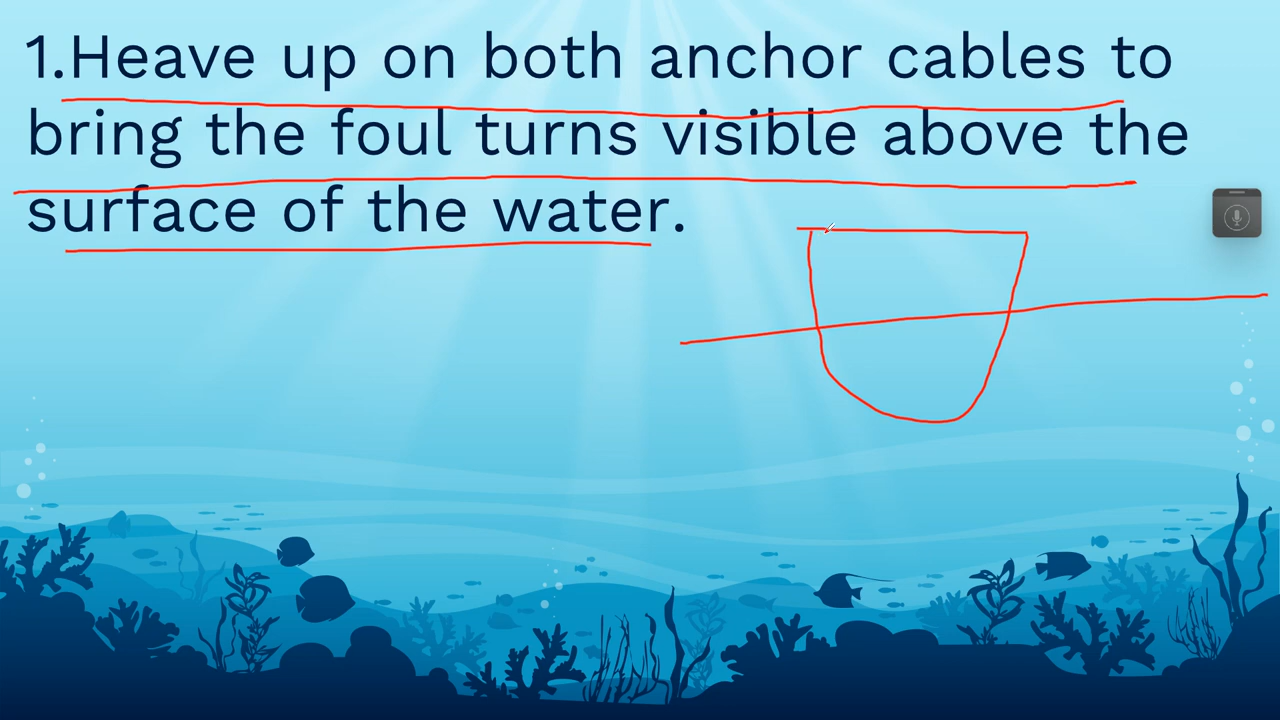 1.Heave up on both anchor cables to
bring the foul turns visible above the
surface of the water.